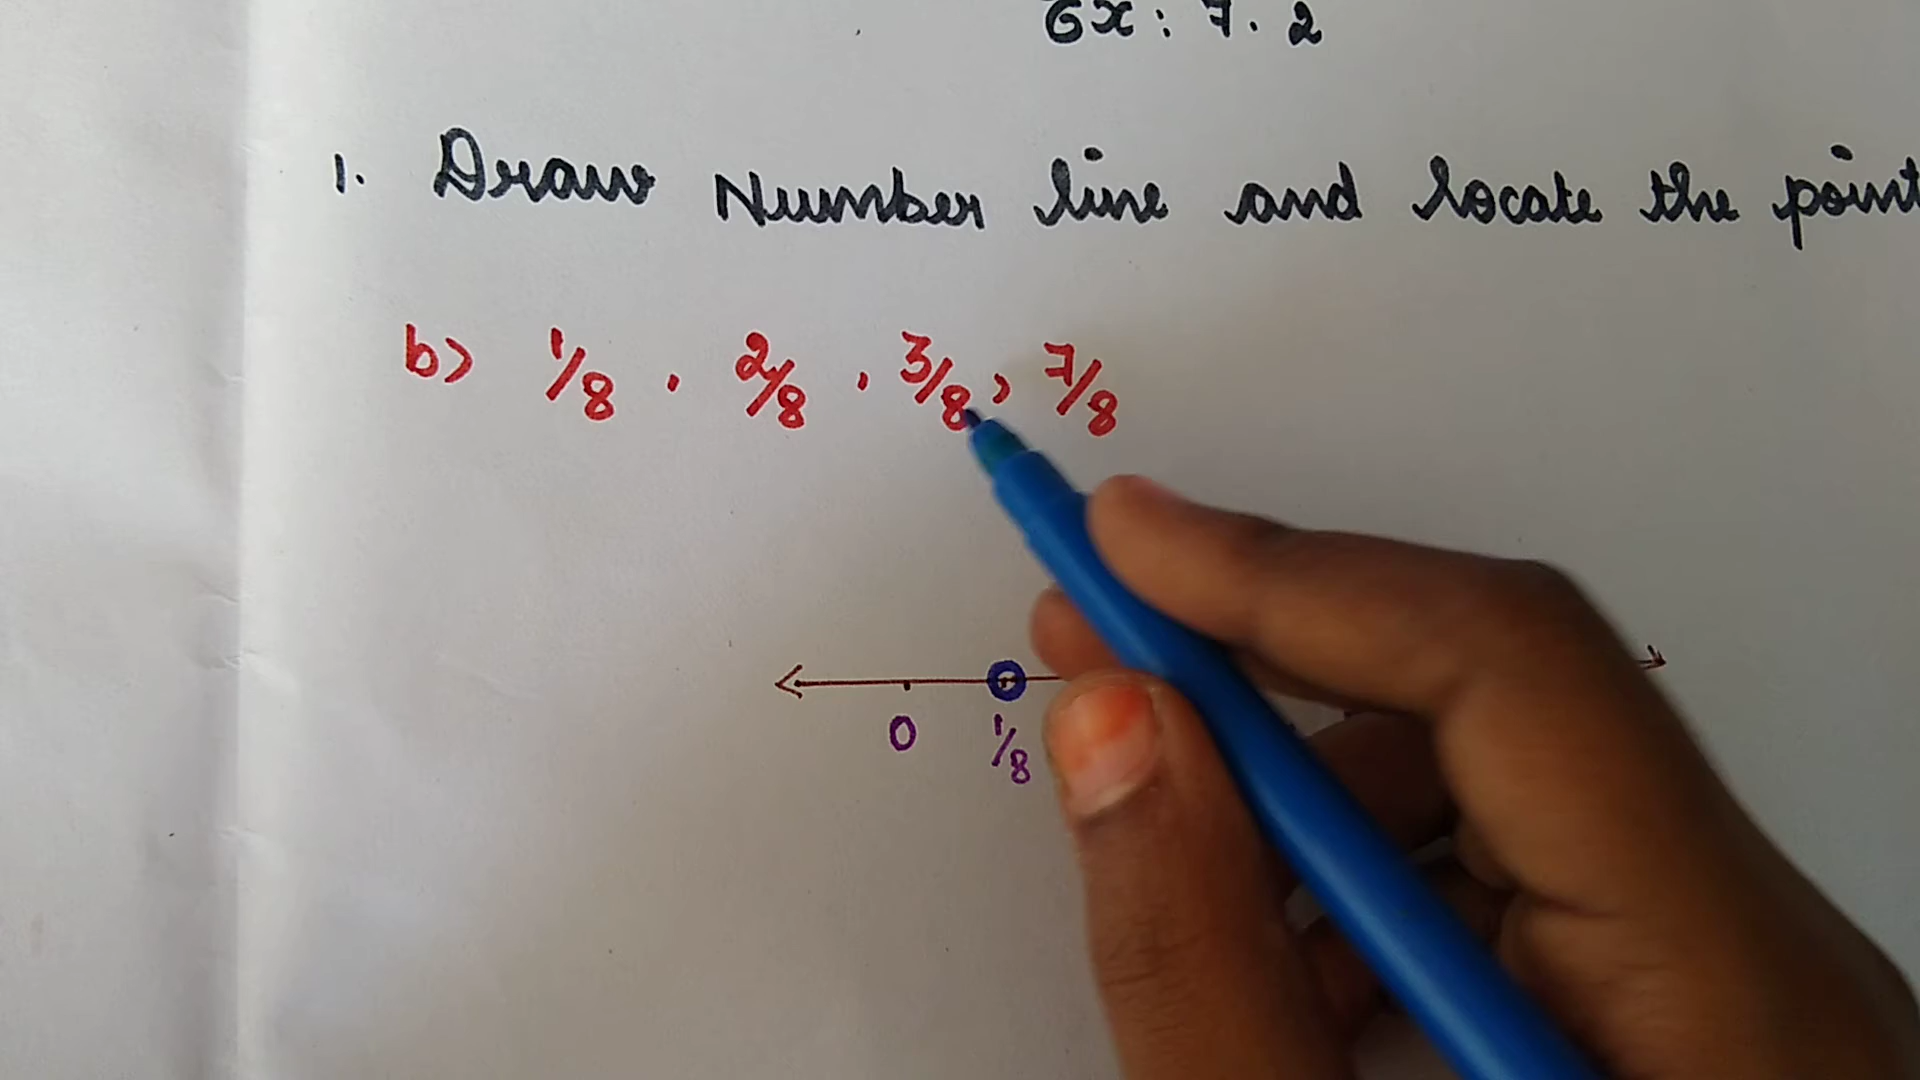 Ex: 7.2
1. Draw Number line and locate the point
b) 1/8, 2/8, 3/8, 7/8
0 1/8